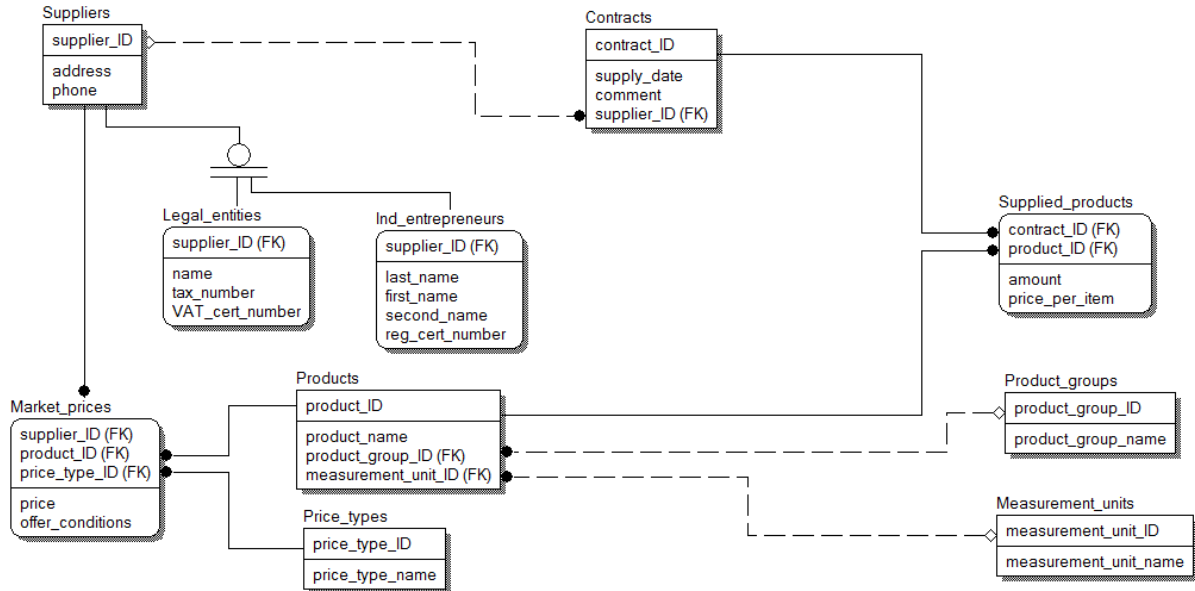 Suppliers
supplier_ID
address
phone
Contracts
contract_ID
supply_date
comment
supplier_ID (FK)
Legal_entities
supplier_ID (FK)
name
tax_number
VAT_cert_number
Ind_entrepreneurs
supplier_ID (FK)
last_name
first_name
second_name
reg_cert_number
Supplied_products
contract_ID (FK)
product_ID (FK)
amount
price_per_item
Market_prices
supplier_ID (FK)
product_ID (FK)
price_type_ID (FK)
price
offer_conditions
Products
product_ID
product_name
product_group_ID (FK)
measurement_unit_ID (FK)
Product_groups
product_group_ID
product_group_name
Price_types
price_type_ID
price_type_name
Measurement_units
measurement_unit_ID
measurement_unit_name